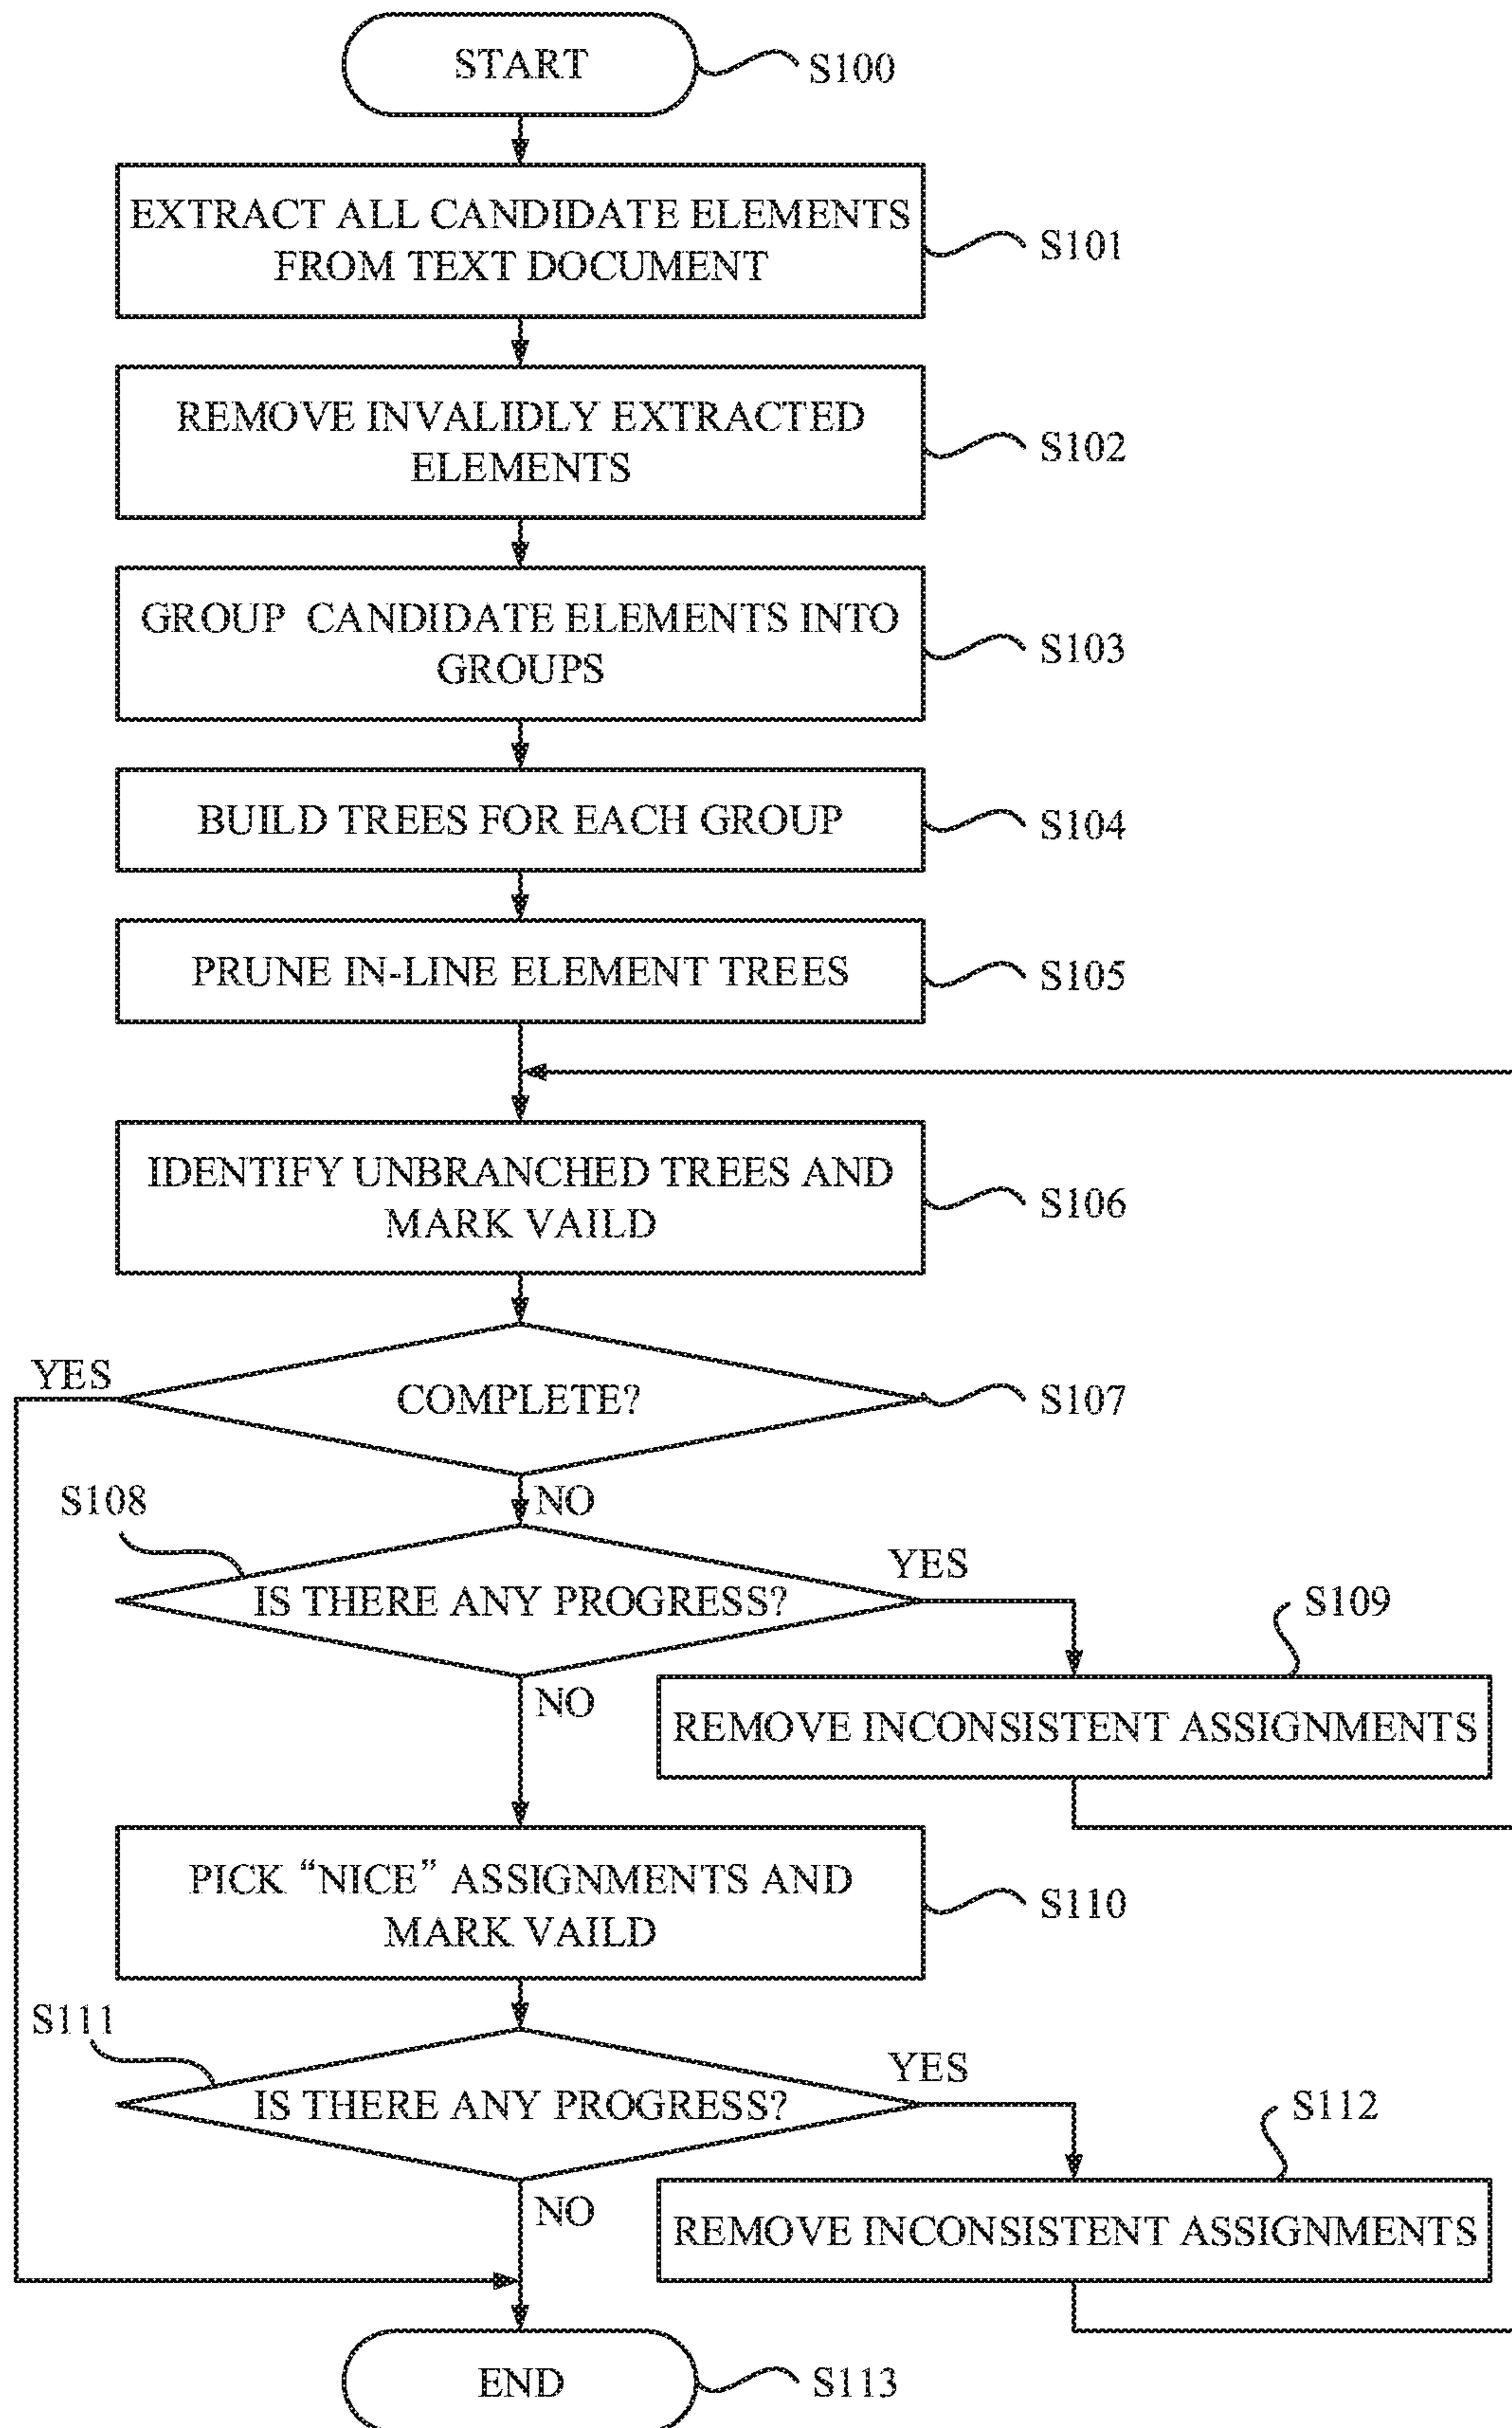 START
S100
EXTRACT ALL CANDIDATE ELEMENTS
FROM TEXT DOCUMENT
S101
REMOVE INVALIDLY EXTRACTED
ELEMENTS
S102
GROUP CANDIDATE ELEMENTS INTO
GROUPS
S103
BUILD TREES FOR EACH GROUP
S104
PRUNE IN-LINE ELEMENT TREES
S105
IDENTIFY UNBRANCHED TREES AND
MARK VAILD
S106
YES
COMPLETE?
S107
NO
S108
IS THERE ANY PROGRESS?
YES
S109
REMOVE INCONSISTENT ASSIGNMENTS
NO
PICK “NICE” ASSIGNMENTS AND
MARK VAILD
S110
S111
IS THERE ANY PROGRESS?
YES
S112
REMOVE INCONSISTENT ASSIGNMENTS
NO
END
S113